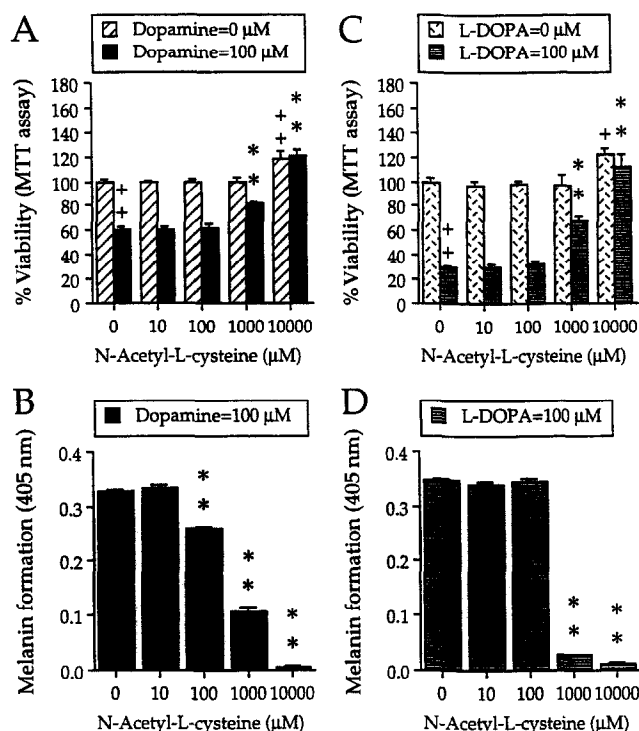 A
Dopamine=0 µM
Dopamine=100 µM
% Viability (MTT assay)
180
160
140
120
100
80
60
40
20
0
+
+
*
*
+
+
*
*
0 10 100 1000 10000
N-Acetyl-L-cysteine (µM)
C
L-DOPA=0 µM
L-DOPA=100 µM
% Viability (MTT assay)
180
160
140
120
100
80
60
40
20
0
+
+
*
*
+
*
*
0 10 100 1000 10000
N-Acetyl-L-cysteine (µM)
B
Dopamine=100 µM
Melanin formation (405 nm)
0.4
0.3
0.2
0.1
0.0
*
*
*
*
*
*
0 10 100 1000 10000
N-Acetyl-L-cysteine (µM)
D
L-DOPA=100 µM
Melanin formation (405 nm)
0.4
0.3
0.2
0.1
0.0
*
*
*
*
0 10 100 1000 10000
N-Acetyl-L-cysteine (µM)